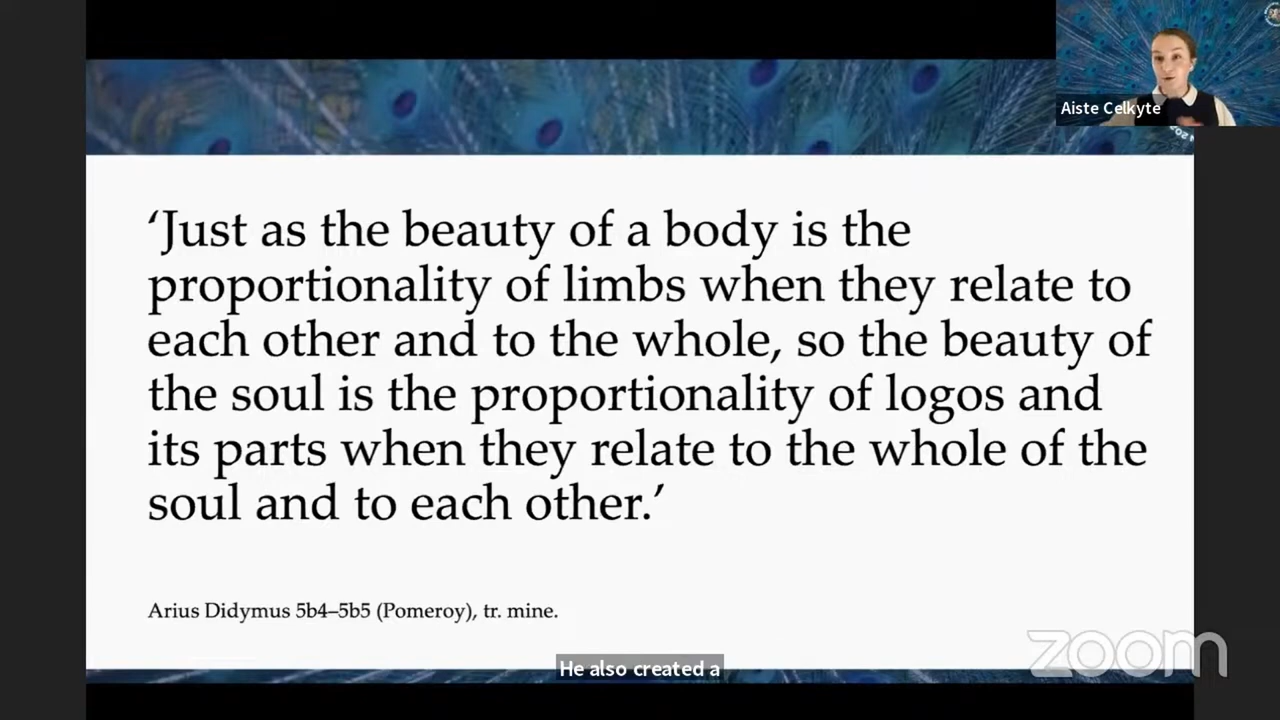 Aiste Celkyte
‘Just as the beauty of a body is the
proportionality of limbs when they relate to
each other and to the whole, so the beauty of
the soul is the proportionality of logos and
its parts when they relate to the whole of the
soul and to each other.’
Arius Didymus 5b4–5b5 (Pomeroy), tr. mine.
He also created a
zoom